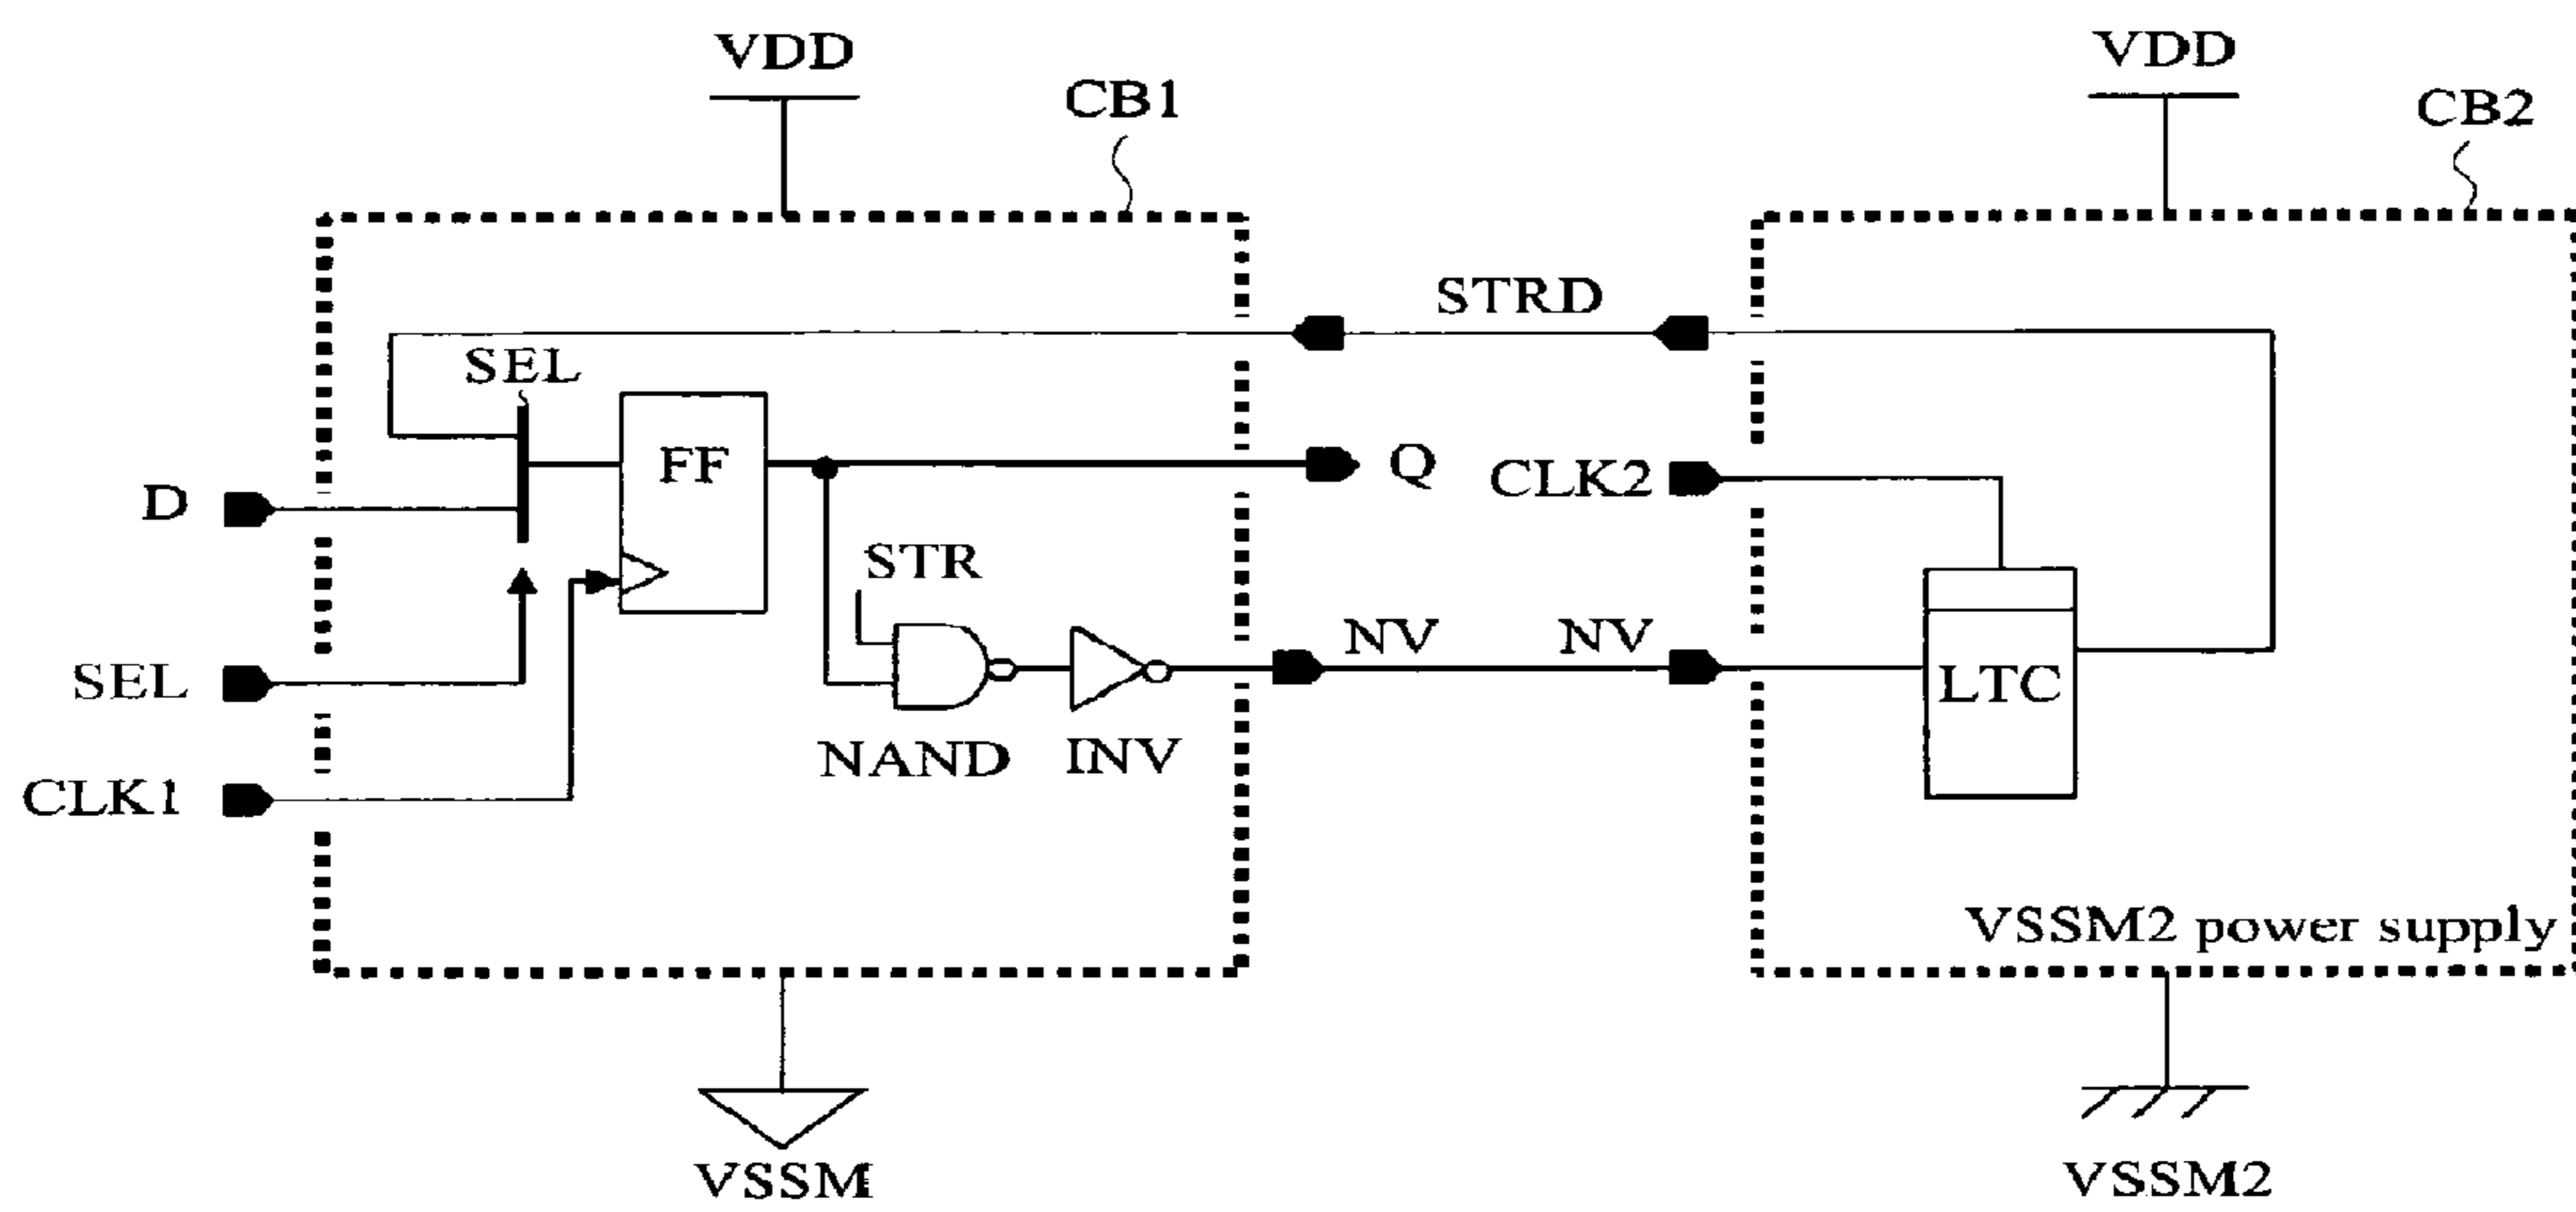 VDD
CB1
VDD
CB2
STRD
SEL
FF
Q
CLK2
D
STR
NV
NV
SEL
LTC
NAND
INV
CLK1
VSSM2 power supply
VSSM
VSSM2